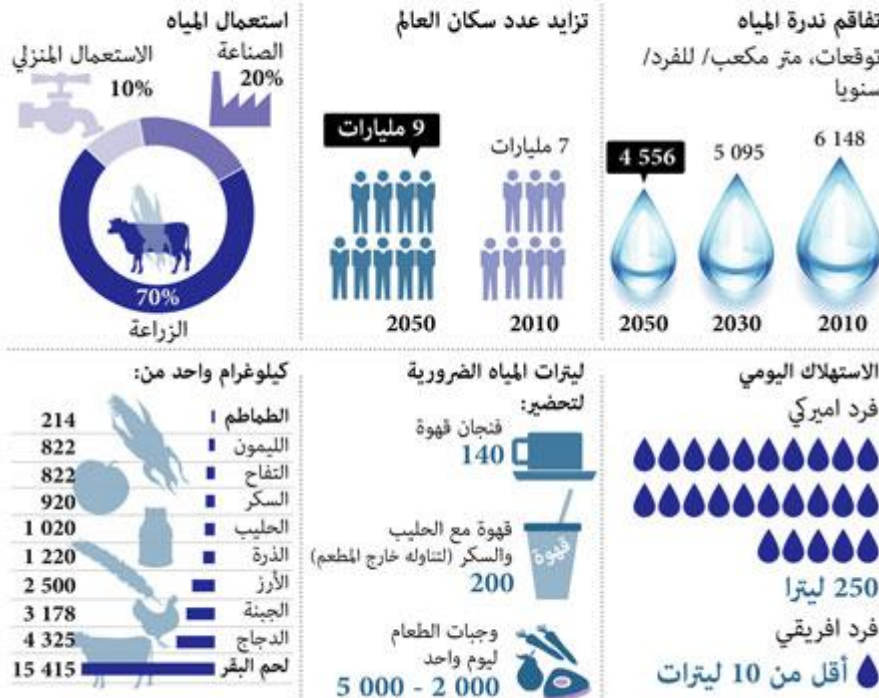 تفاقم ندرة المياه
توقعات، متر مكعب/ للفرد/
سنويا
6 148
5 095
4 556
2010
2030
2050
تزايد عدد سكان العالم
7 مليارات
9 مليارات
2010
2050
استعمال المياه
الصناعة
20%
الاستعمال المنزلي
10%
70%
الزراعة
الاستهلاك اليومي
فرد اميركي
250 ليترا
فرد افريقي
أقل من 10 ليترات
ليترات المياه الضرورية
لتحضير:
فنجان قهوة
140
قهوة مع الحليب
والسكر (لتناوله خارج المطعم)
200
قهوة
وجبات الطعام
ليوم واحد
5 000 - 2 000
كيلوغرام واحد من:
الطماطم 214
الليمون 822
التفاح 822
السكر 920
الحليب 1 020
الذرة 1 220
الأرز 2 500
الجبنة 3 178
الدجاج 4 325
لحم البقر 15 415